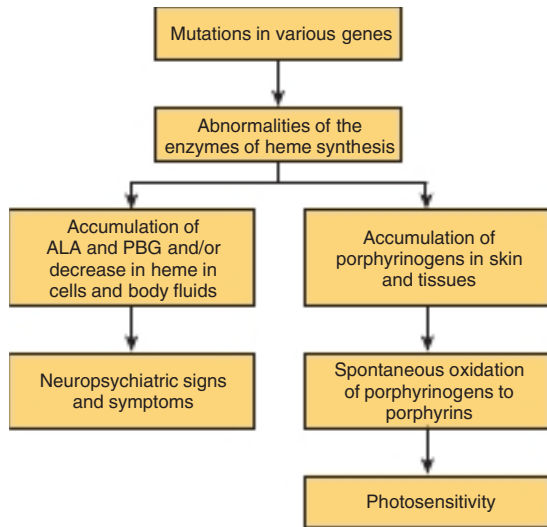 Mutations in various genes
Abnormalities of the
enzymes of heme synthesis
Accumulation of
ALA and PBG and/or
decrease in heme in
cells and body fluids
Accumulation of
porphyrinogens in skin
and tissues
Neuropsychiatric signs
and symptoms
Spontaneous oxidation
of porphyrinogens to
porphyrins
Photosensitivity